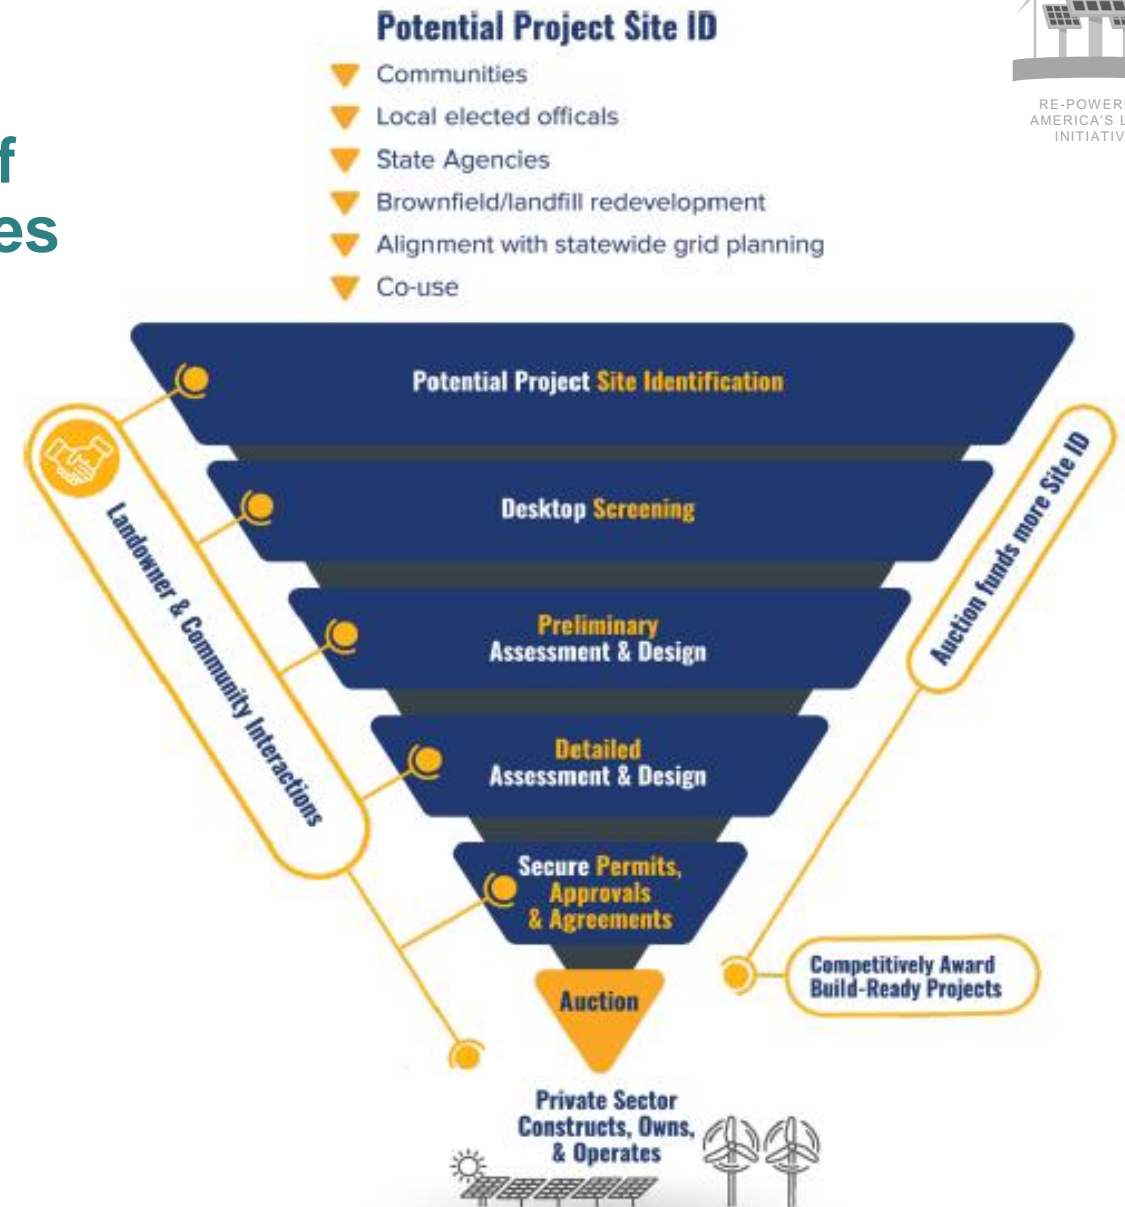 Potential Project Site ID
Communities
Local elected officals
State Agencies
Brownfield/landfill redevelopment
Alignment with statewide grid planning
Co-use
RE-POWER
AMERICA'S L
INITIATIV
f
es
Potential Project Site Identification
Desktop Screening
Preliminary
Assessment & Design
Detailed
Assessment & Design
Secure Permits,
Approvals
& Agreements
Auction
Landowner & Community Interactions
Auction funds more Site ID
Competitively Award
Build-Ready Projects
Private Sector
Constructs, Owns,
& Operates